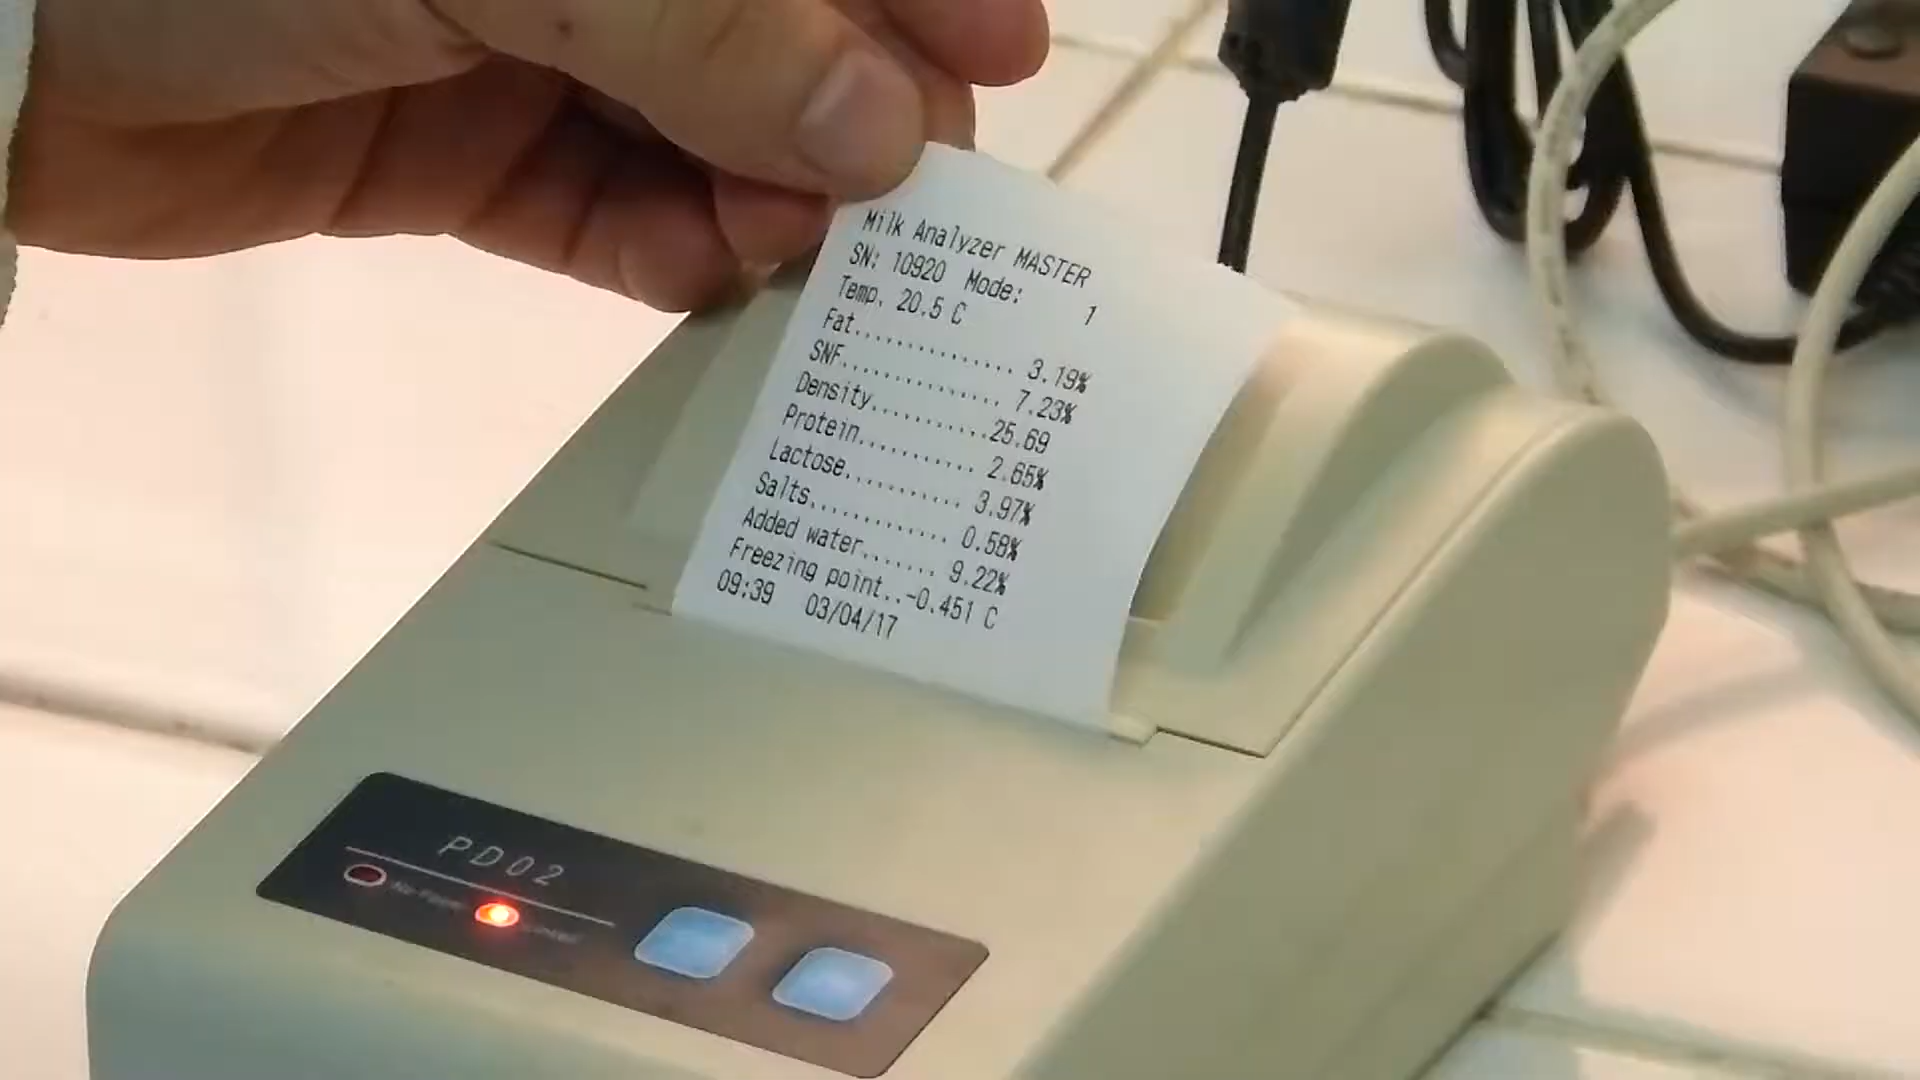 Milk Analyzer MASTER
SN: 10920 Mode: 1
Temp. 20.5 C
Fat.............. 3.19%
SNF.............. 7.23%
Density...........25.69
Protein........... 2.65%
Lactose........... 3.97%
Salts............. 0.58%
Added water....... 9.22%
Freezing point..-0.451 C
09:39 03/04/17
PD02